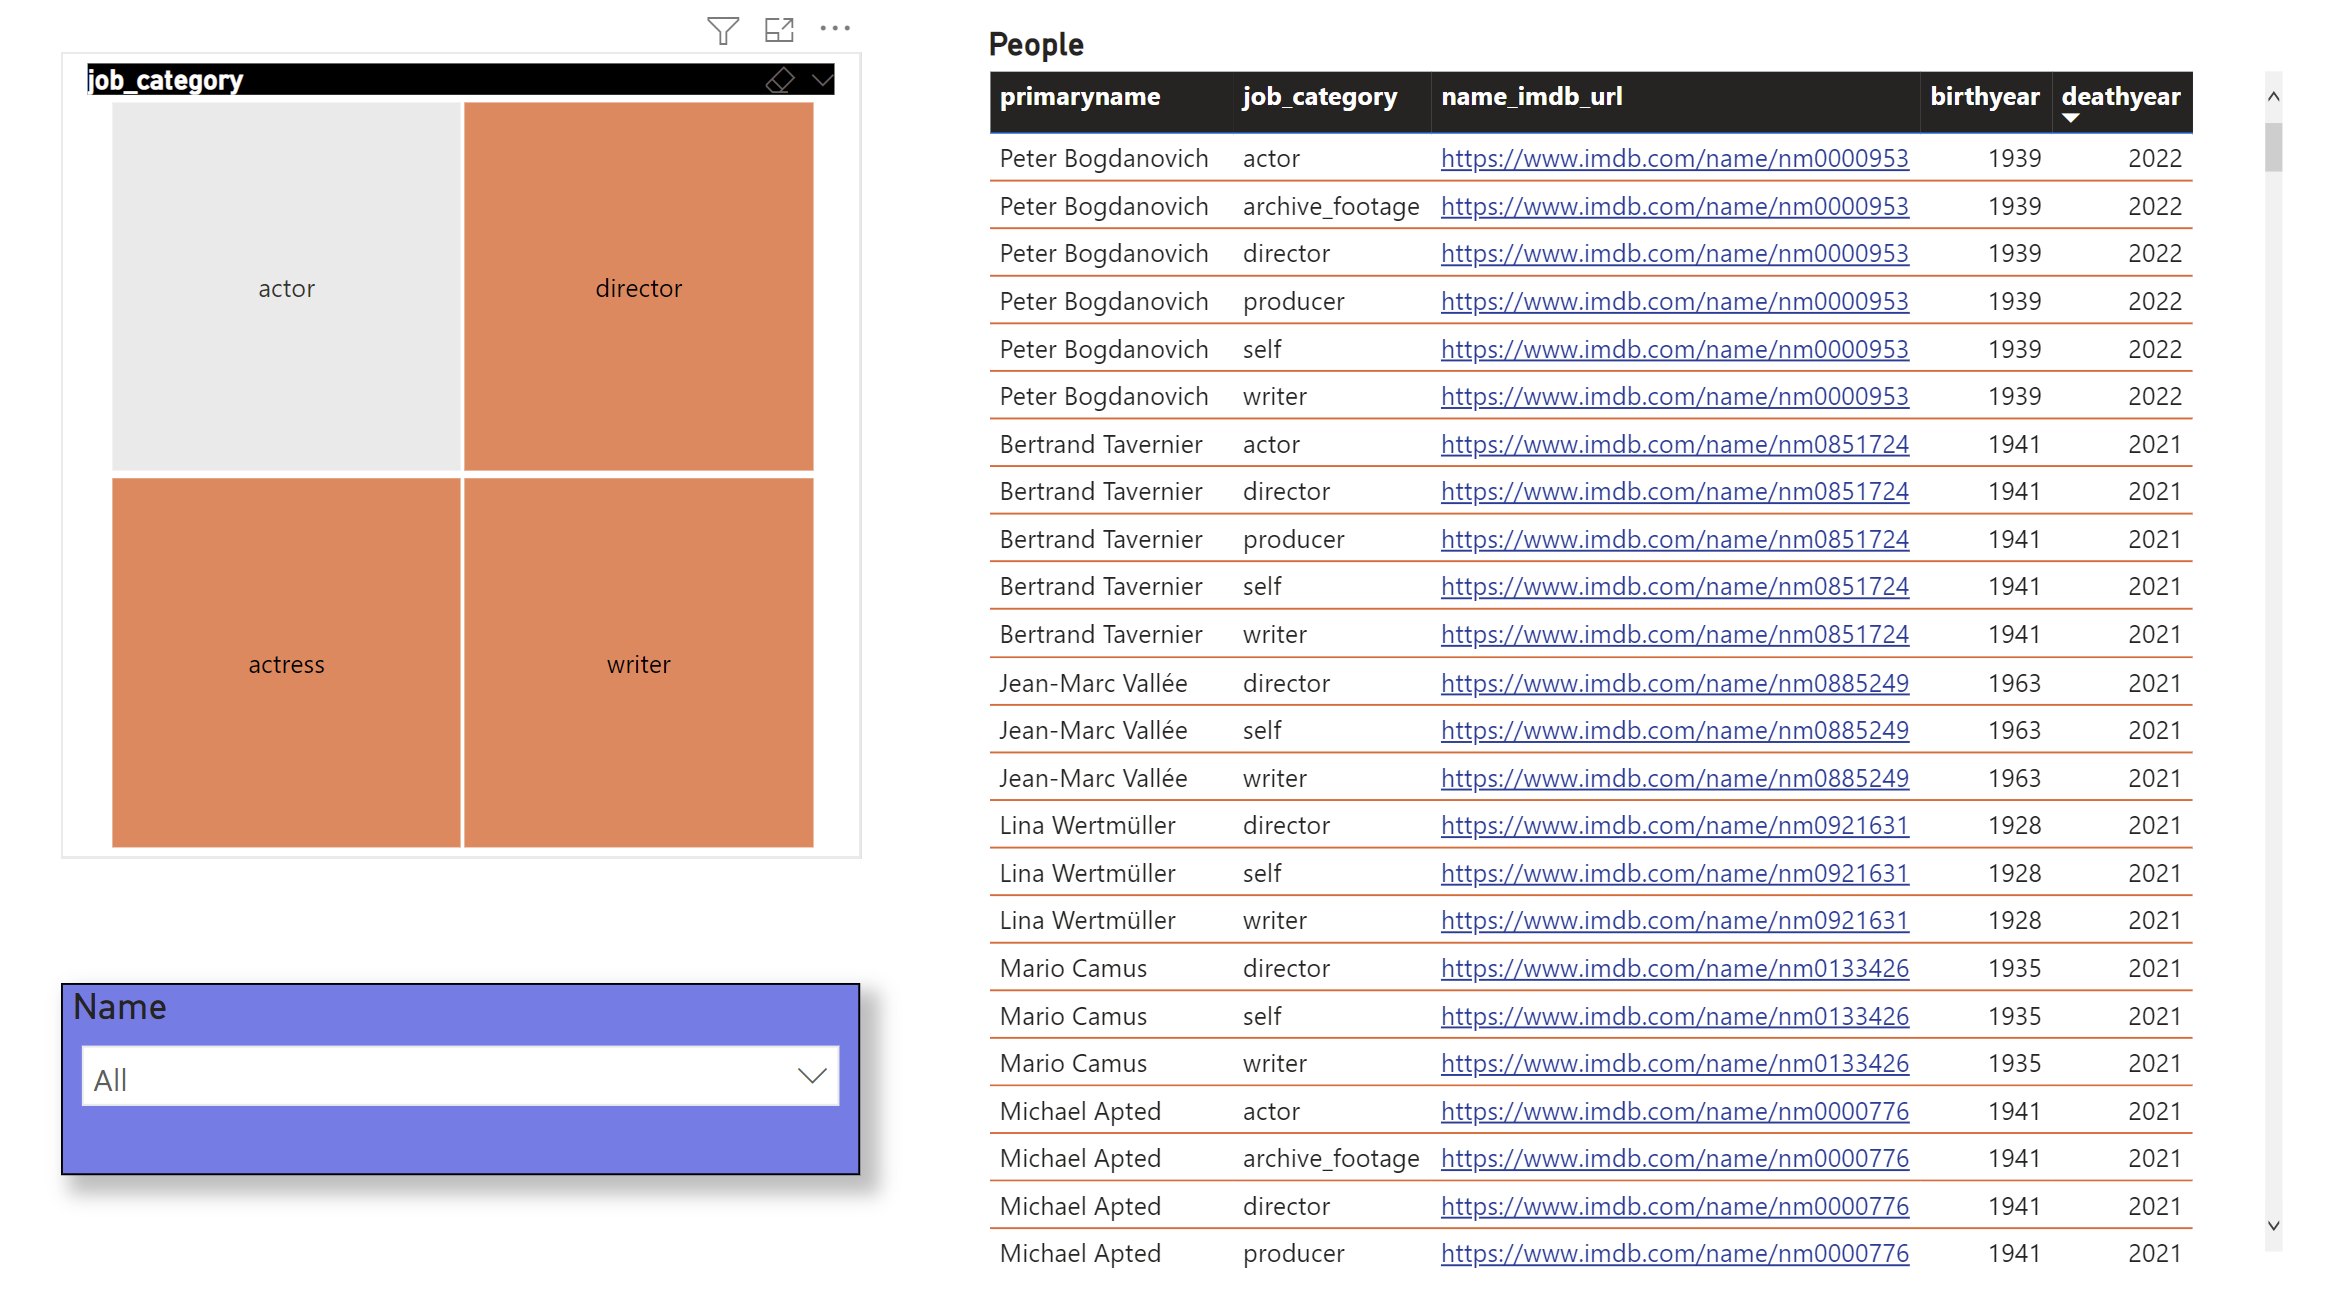 job_category
actor director
actress writer
Name
All
People
primaryname job_category name_imdb_url birthyear deathyear
Peter Bogdanovich actor https://www.imdb.com/name/nm0000953 1939 2022
Peter Bogdanovich archive_footage https://www.imdb.com/name/nm0000953 1939 2022
Peter Bogdanovich director https://www.imdb.com/name/nm0000953 1939 2022
Peter Bogdanovich producer https://www.imdb.com/name/nm0000953 1939 2022
Peter Bogdanovich self https://www.imdb.com/name/nm0000953 1939 2022
Peter Bogdanovich writer https://www.imdb.com/name/nm0000953 1939 2022
Bertrand Tavernier actor https://www.imdb.com/name/nm0851724 1941 2021
Bertrand Tavernier director https://www.imdb.com/name/nm0851724 1941 2021
Bertrand Tavernier producer https://www.imdb.com/name/nm0851724 1941 2021
Bertrand Tavernier self https://www.imdb.com/name/nm0851724 1941 2021
Bertrand Tavernier writer https://www.imdb.com/name/nm0851724 1941 2021
Jean-Marc Vallée director https://www.imdb.com/name/nm0885249 1963 2021
Jean-Marc Vallée self https://www.imdb.com/name/nm0885249 1963 2021
Jean-Marc Vallée writer https://www.imdb.com/name/nm0885249 1963 2021
Lina Wertmüller director https://www.imdb.com/name/nm0921631 1928 2021
Lina Wertmüller self https://www.imdb.com/name/nm0921631 1928 2021
Lina Wertmüller writer https://www.imdb.com/name/nm0921631 1928 2021
Mario Camus director https://www.imdb.com/name/nm0133426 1935 2021
Mario Camus self https://www.imdb.com/name/nm0133426 1935 2021
Mario Camus writer https://www.imdb.com/name/nm0133426 1935 2021
Michael Apted actor https://www.imdb.com/name/nm0000776 1941 2021
Michael Apted archive_footage https://www.imdb.com/name/nm0000776 1941 2021
Michael Apted director https://www.imdb.com/name/nm0000776 1941 2021
Michael Apted producer https://www.imdb.com/name/nm0000776 1941 2021